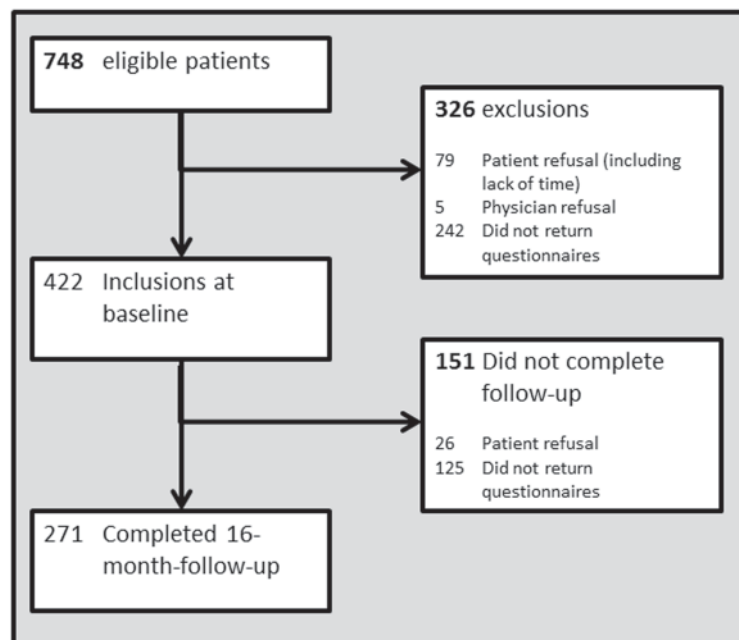 748 eligible patients
326 exclusions
79 Patient refusal (including
lack of time)
5 Physician refusal
242 Did not return
questionnaires
422 Inclusions at
baseline
151 Did not complete
follow-up
26 Patient refusal
125 Did not return
questionnaires
271 Completed 16-
month-follow-up